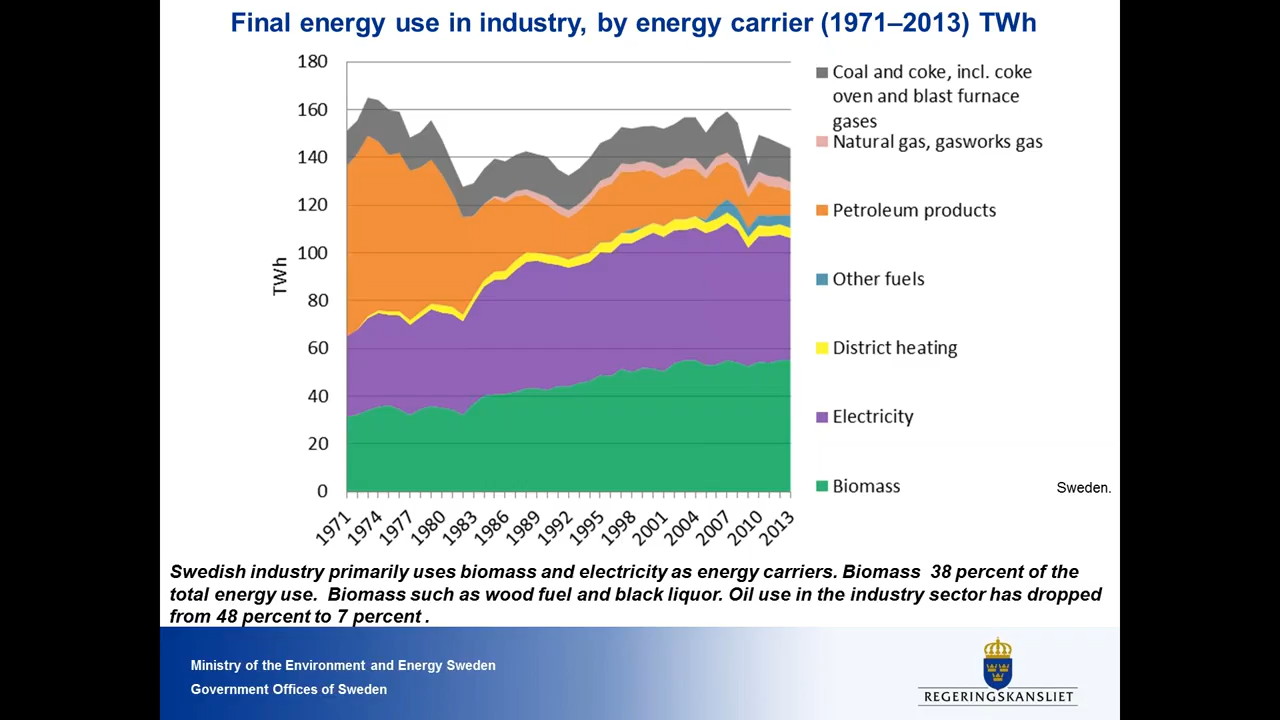 Final energy use in industry, by energy carrier (1971–2013) TWh
180
160
140
120
100
80
60
40
20
0
TWh
1971
1974
1977
1980
1983
1986
1989
1992
1995
1998
2001
2004
2007
2010
2013
Coal and coke, incl. coke
oven and blast furnace
gases
Natural gas, gasworks gas
Petroleum products
Other fuels
District heating
Electricity
Biomass
Sweden.
Swedish industry primarily uses biomass and electricity as energy carriers. Biomass 38 percent of the
total energy use. Biomass such as wood fuel and black liquor. Oil use in the industry sector has dropped
from 48 percent to 7 percent .
Ministry of the Environment and Energy Sweden
Government Offices of Sweden
REGERINGSKANSLIET